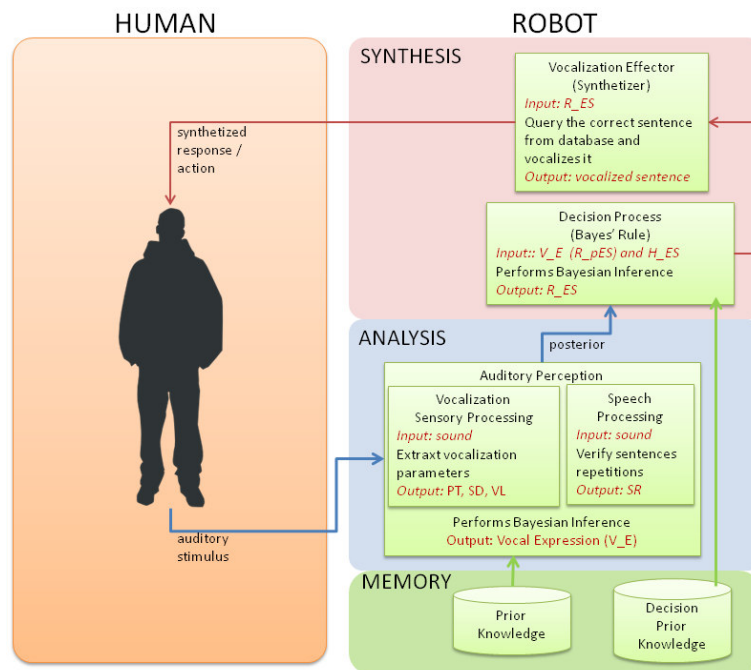 HUMAN
ROBOT
SYNTHESIS
Vocalization Effector
(Synthetizer)
Input: R_ES
Query the correct sentence
from database and
vocalizes it
Output: vocalized sentence
synthetized
response /
action
Decision Process
(Bayes' Rule)
Input:: V_E (R_pES) and H_ES
Performs Bayesian Inference
Output: R_ES
ANALYSIS
posterior
Auditory Perception
Vocalization
Sensory Processing
Input: sound
Extraxt vocalization
parameters
Output: PT, SD, VL
Speech
Processing
Input: sound
Verify sentences
repetitions
Output: SR
Performs Bayesian Inference
Output: Vocal Expression (V_E)
auditory
stimulus
MEMORY
Prior
Knowledge
Decision
Prior
Knowledge